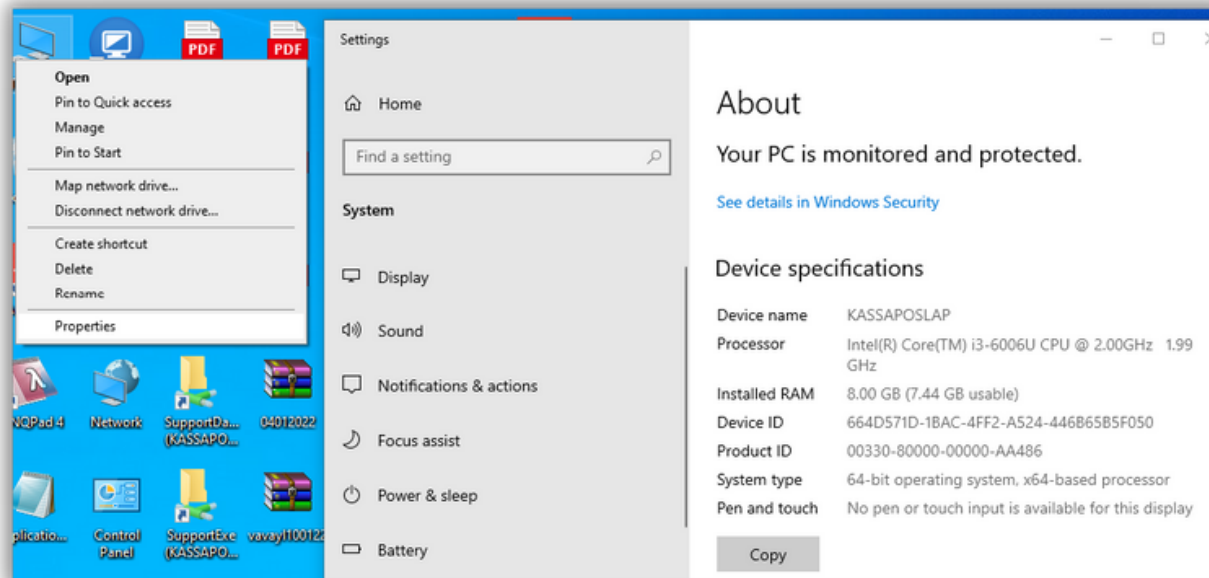 PDF
PDF
Open
Pin to Quick access
Manage
Pin to Start
Map network drive...
Disconnect network drive...
Create shortcut
Delete
Rename
Properties
NQPad 4
Network
SupportDa...
(KASSAPO...
04012022
plicatio...
Control
Panel
SupportExe
(KASSAPO...
vavayl100122
Settings
Home
Find a setting
System
Display
Sound
Notifications & actions
Focus assist
Power & sleep
Battery
About
Your PC is monitored and protected.
See details in Windows Security
Device specifications
Device name KASSAPOSLAP
Processor Intel(R) Core(TM) i3-6006U CPU @ 2.00GHz 1.99
GHz
Installed RAM 8.00 GB (7.44 GB usable)
Device ID 664D571D-1BAC-4FF2-A524-446B65B5F050
Product ID 00330-80000-00000-AA486
System type 64-bit operating system, x64-based processor
Pen and touch No pen or touch input is available for this display
Copy